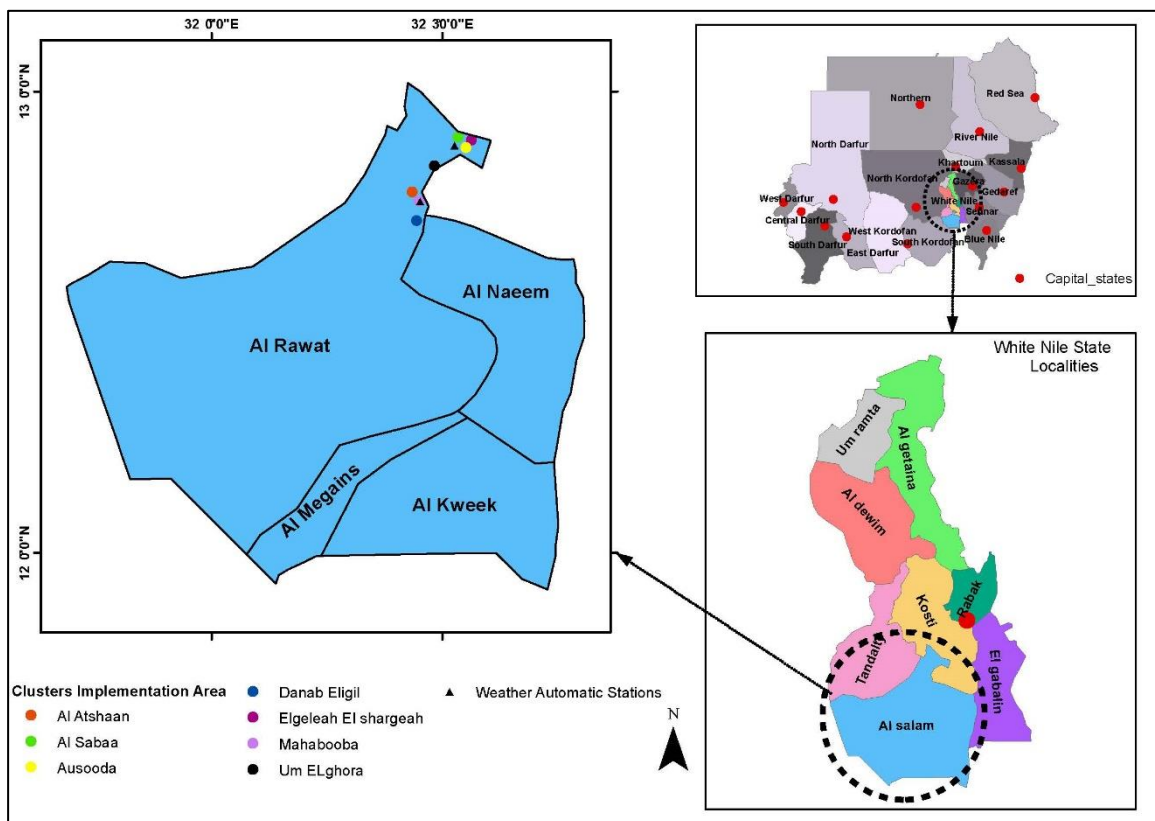 32 0'0"E
32 30'0"E
13 0'0"N
12 0'0"N
Al Naeem
Al Rawat
Al Megains
Al Kweek
Northern
Red Sea
River Nile
North Darfur
Khartoum
Kassala
North Kordofan
Gazera
Gedaref
West Darfur
White Nile
Sennar
Central Darfur
West Kordofan
Blue Nile
South Darfur
South Kordofan
East Darfur
Capital_states
White Nile State
Localities
Um ramta
Al getaina
Al dewim
Rabak
Kosti
Tandalty
El gabalin
Al salam
Clusters Implementation Area
Al Atshaan
Al Sabaa
Ausooda
Danab Eligil
Elgeleah El shargeah
Mahabooba
Um ELghora
Weather Automatic Stations
N